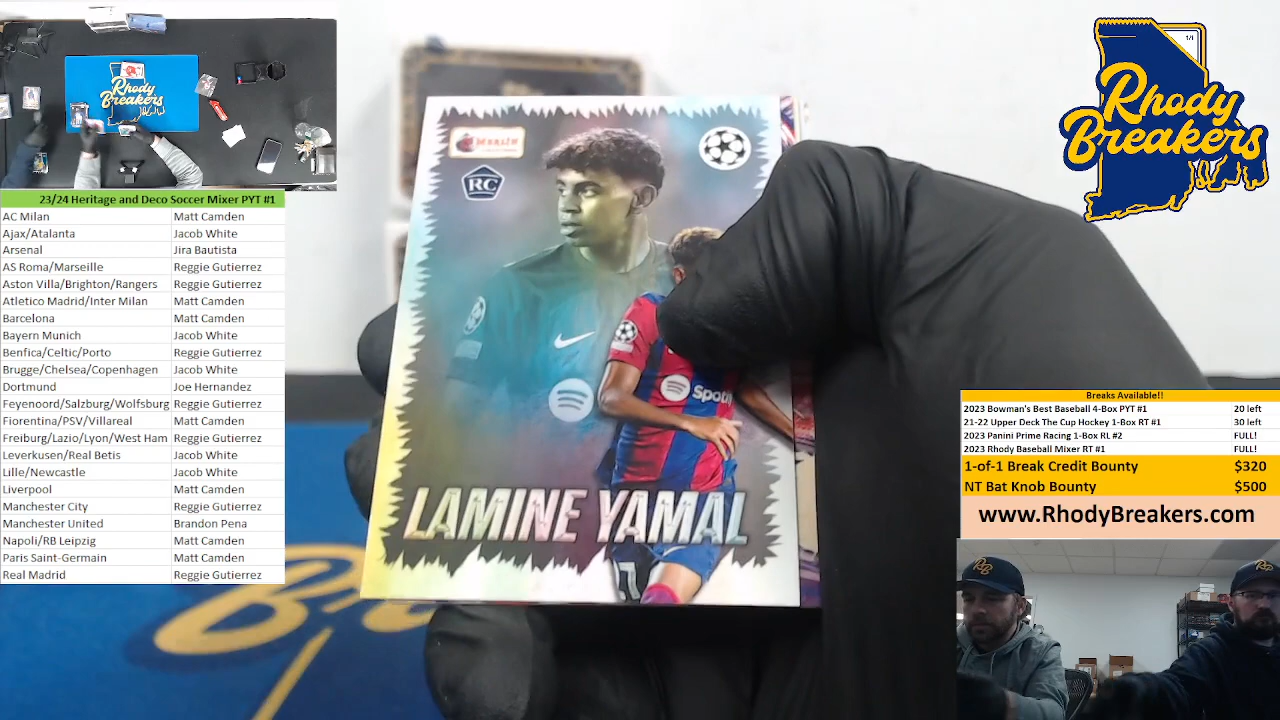 Rhody
Breakers
23/24 Heritage and Deco Soccer Mixer PYT #1
AC Milan Matt Camden
Ajax/Atalanta Jacob White
Arsenal Jira Bautista
AS Roma/Marseille Reggie Gutierrez
Aston Villa/Brighton/Rangers Reggie Gutierrez
Atletico Madrid/Inter Milan Matt Camden
Barcelona Matt Camden
Bayern Munich Jacob White
Benfica/Celtic/Porto Reggie Gutierrez
Brugge/Chelsea/Copenhagen Jacob White
Dortmund Joe Hernandez
Feyenoord/Salzburg/Wolfsburg Reggie Gutierrez
Fiorentina/PSV/Villareal Matt Camden
Freiburg/Lazio/Lyon/West Ham Reggie Gutierrez
Leverkusen/Real Betis Jacob White
Lille/Newcastle Jacob White
Liverpool Matt Camden
Manchester City Reggie Gutierrez
Manchester United Brandon Pena
Napoli/RB Leipzig Matt Camden
Paris Saint-Germain Matt Camden
Real Madrid Reggie Gutierrez
MERLIN
RC
Spotify
LAMINE YAMAL
B
1/1
Rhody
Breakers
Breaks Available!!
2023 Bowman's Best Baseball 4-Box PYT #1 20 left
21-22 Upper Deck The Cup Hockey 1-Box RT #1 30 left
2023 Panini Prime Racing 1-Box RL #2 FULL!
2023 Rhody Baseball Mixer RT #1 FULL!
1-of-1 Break Credit Bounty $320
NT Bat Knob Bounty $500
www.RhodyBreakers.com
RB